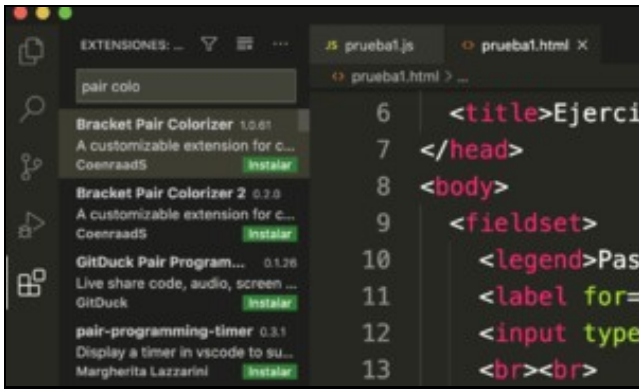 EXTENSIONES: ...
pair colo
Bracket Pair Colorizer 1.0.61
A customizable extension for c...
CoenraadS Instalar
Bracket Pair Colorizer 2 0.2.0
A customizable extension for c...
CoenraadS Instalar
GitDuck Pair Program... 0.1.26
Live share code, audio, screen ...
GitDuck Instalar
pair-programming-timer 0.3.1
Display a timer in vscode to su...
Margherita Lazzarini Instalar
JS prueba1.js <> prueba1.html ×
<> prueba1.html > ...
6 <title>Ejerci
7 </head>
8 <body>
9 <fieldset>
10 <legend>Pas
11 <label for=
12 <input type
13 <br><br>